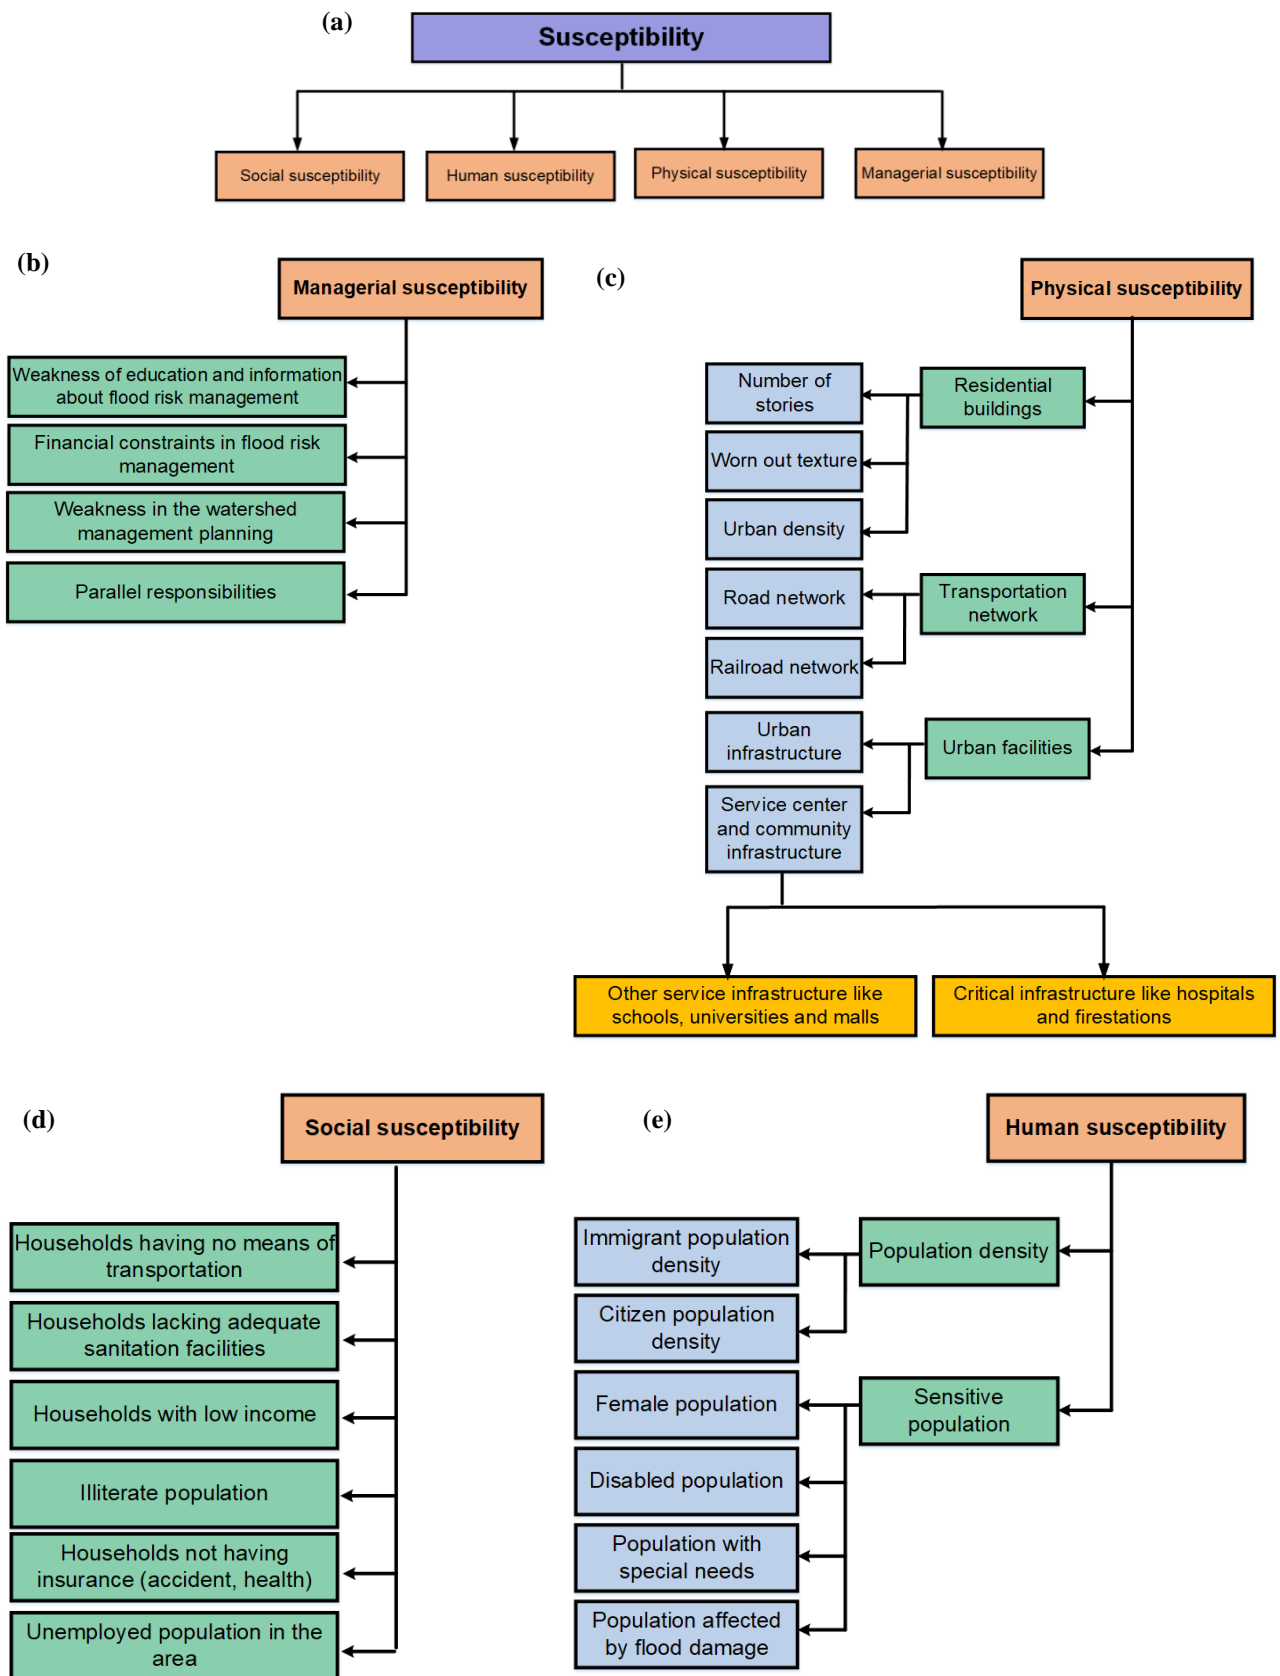 (a)
Susceptibility
Social susceptibility
Human susceptibility
Physical susceptibility
Managerial susceptibility
(b)
Managerial susceptibility
Weakness of education and information
about flood risk management
Financial constraints in flood risk
management
Weakness in the watershed
management planning
Parallel responsibilities
(c)
Physical susceptibility
Residential
buildings
Number of
stories
Worn out texture
Urban density
Transportation
network
Road network
Railroad network
Urban facilities
Urban
infrastructure
Service center
and community
infrastructure
Other service infrastructure like
schools, universities and malls
Critical infrastructure like hospitals
and firestations
(d)
Social susceptibility
Households having no means of
transportation
Households lacking adequate
sanitation facilities
Households with low income
Illiterate population
Households not having
insurance (accident, health)
Unemployed population in the
area
(e)
Human susceptibility
Population density
Immigrant population
density
Citizen population
density
Sensitive
population
Female population
Disabled population
Population with
special needs
Population affected
by flood damage